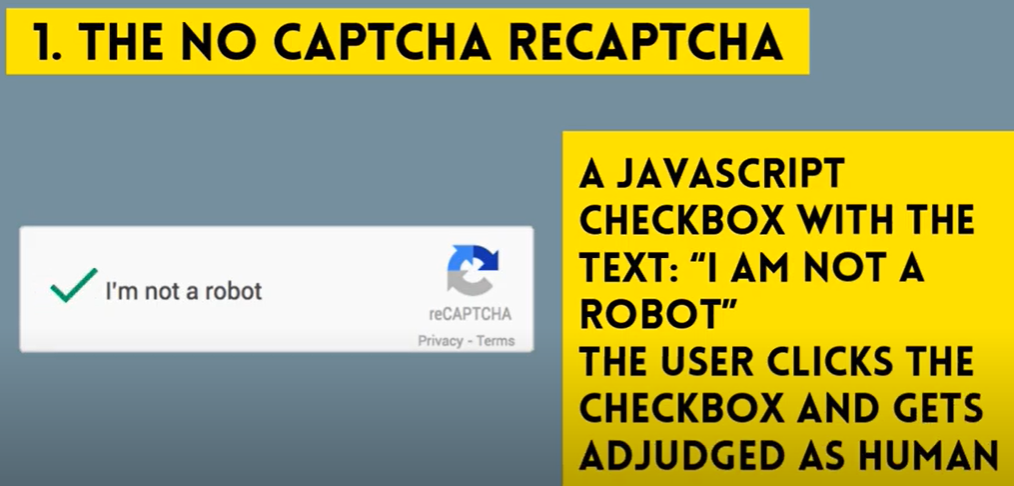 1. THE NO CAPTCHA RECAPTCHA
I'm not a robot
reCAPTCHA
Privacy - Terms
A JAVASCRIPT
CHECKBOX WITH THE
TEXT: “I AM NOT A
ROBOT”
THE USER CLICKS THE
CHECKBOX AND GETS
ADJUDGED AS HUMAN